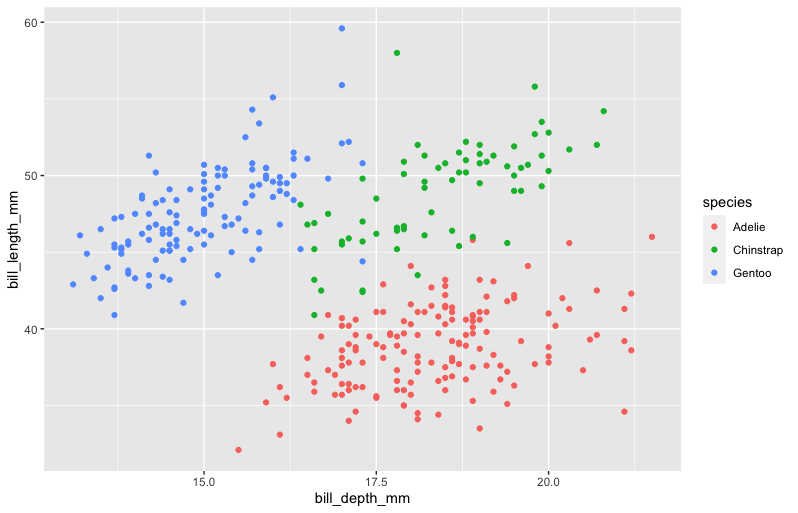 60
50
40
bill_length_mm
15.0
17.5
20.0
bill_depth_mm
species
Adelie
Chinstrap
Gentoo